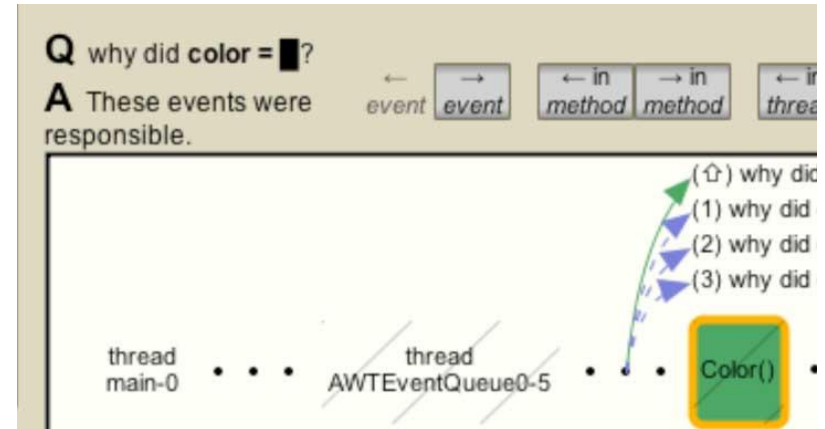 Q why did color = ■?
A These events were
responsible.
← event
→ event
← in method
→ in method
← in
(⇧) why did
(1) why did
(2) why did
(3) why did
thread
main-0
thread
AWTEventQueue0-5
Color()